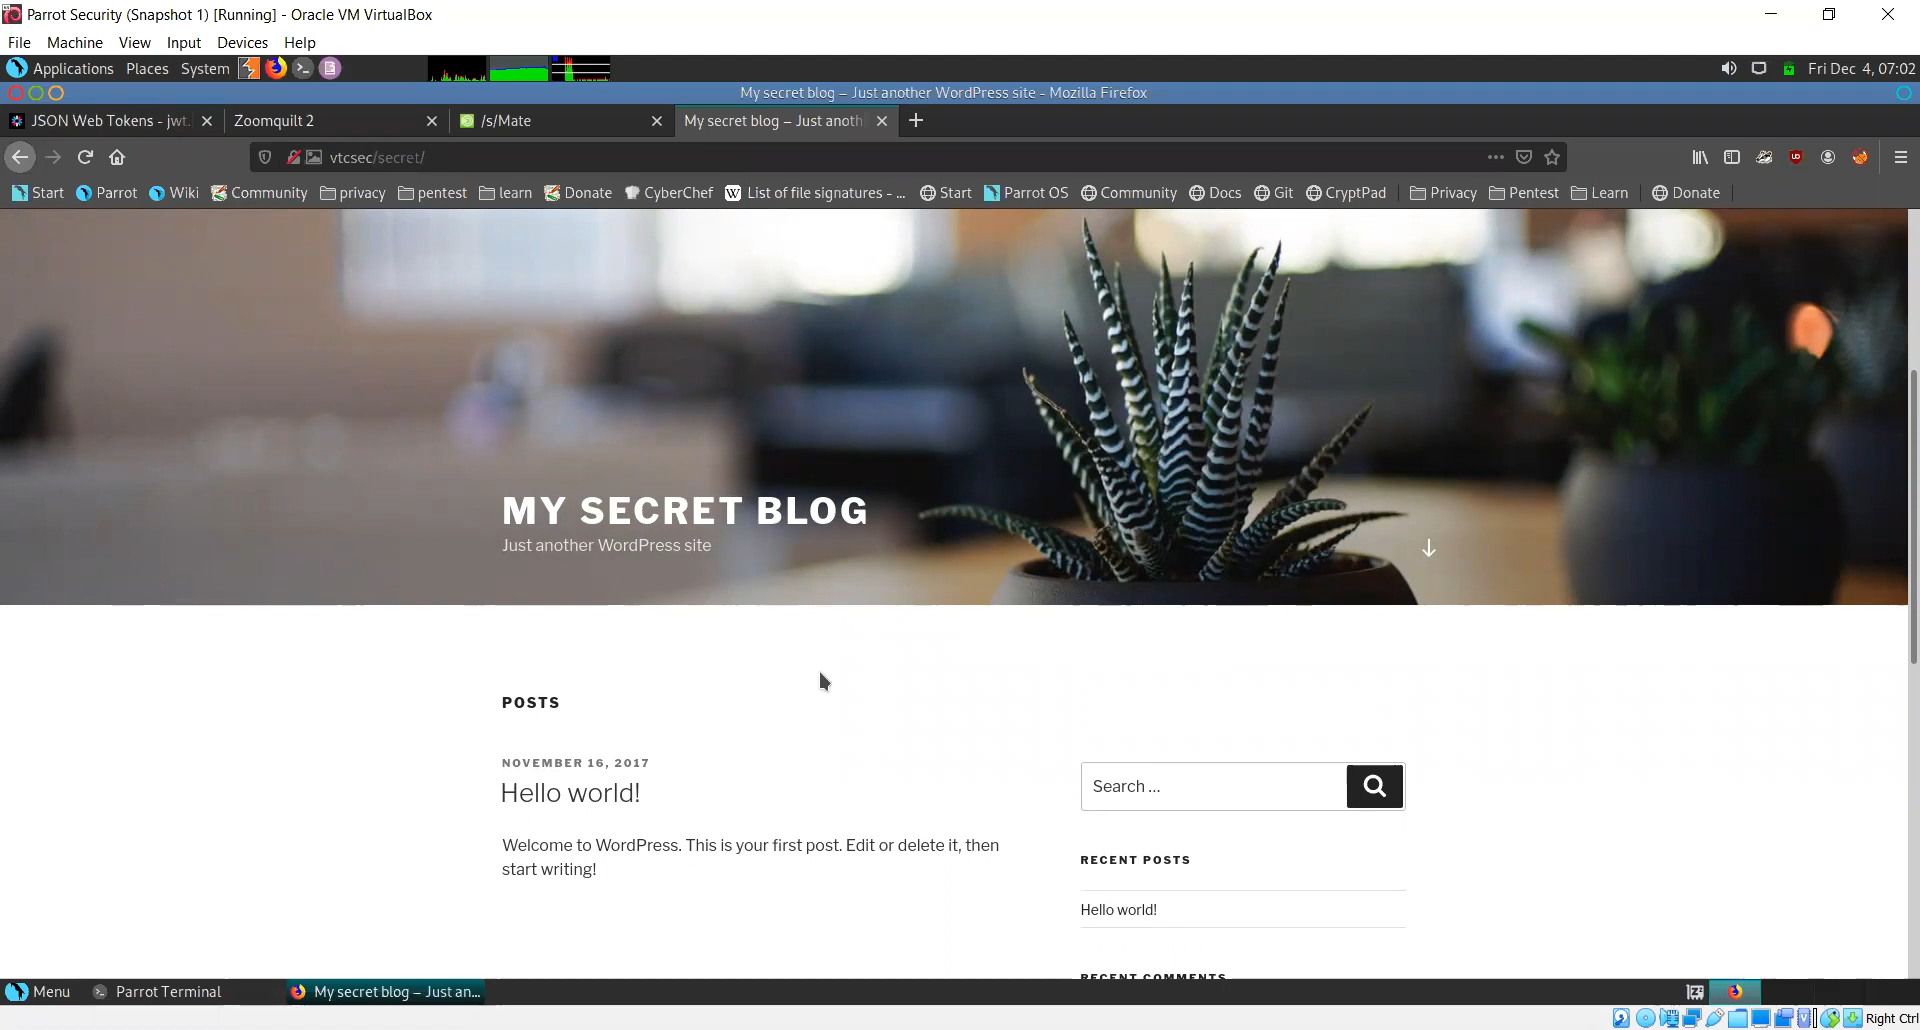 Parrot Security (Snapshot 1) [Running] - Oracle VM VirtualBox
File Machine View Input Devices Help
Applications Places System Fri Dec 4, 07:02
My secret blog – Just another WordPress site - Mozilla Firefox
JSON Web Tokens - jwt. Zoomquilt 2 /s/Mate My secret blog – Just anoth
vtcsec/secret/
Start Parrot Wiki Community privacy pentest learn Donate CyberChef List of file signatures - ... Start Parrot OS Community Docs Git CryptPad Privacy Pentest Learn Donate
MY SECRET BLOG
Just another WordPress site
POSTS
NOVEMBER 16, 2017
Hello world!
Welcome to WordPress. This is your first post. Edit or delete it, then
start writing!
Search …
RECENT POSTS
Hello world!
RECENT COMMENTS
Menu Parrot Terminal My secret blog – Just an...
Right Ctrl